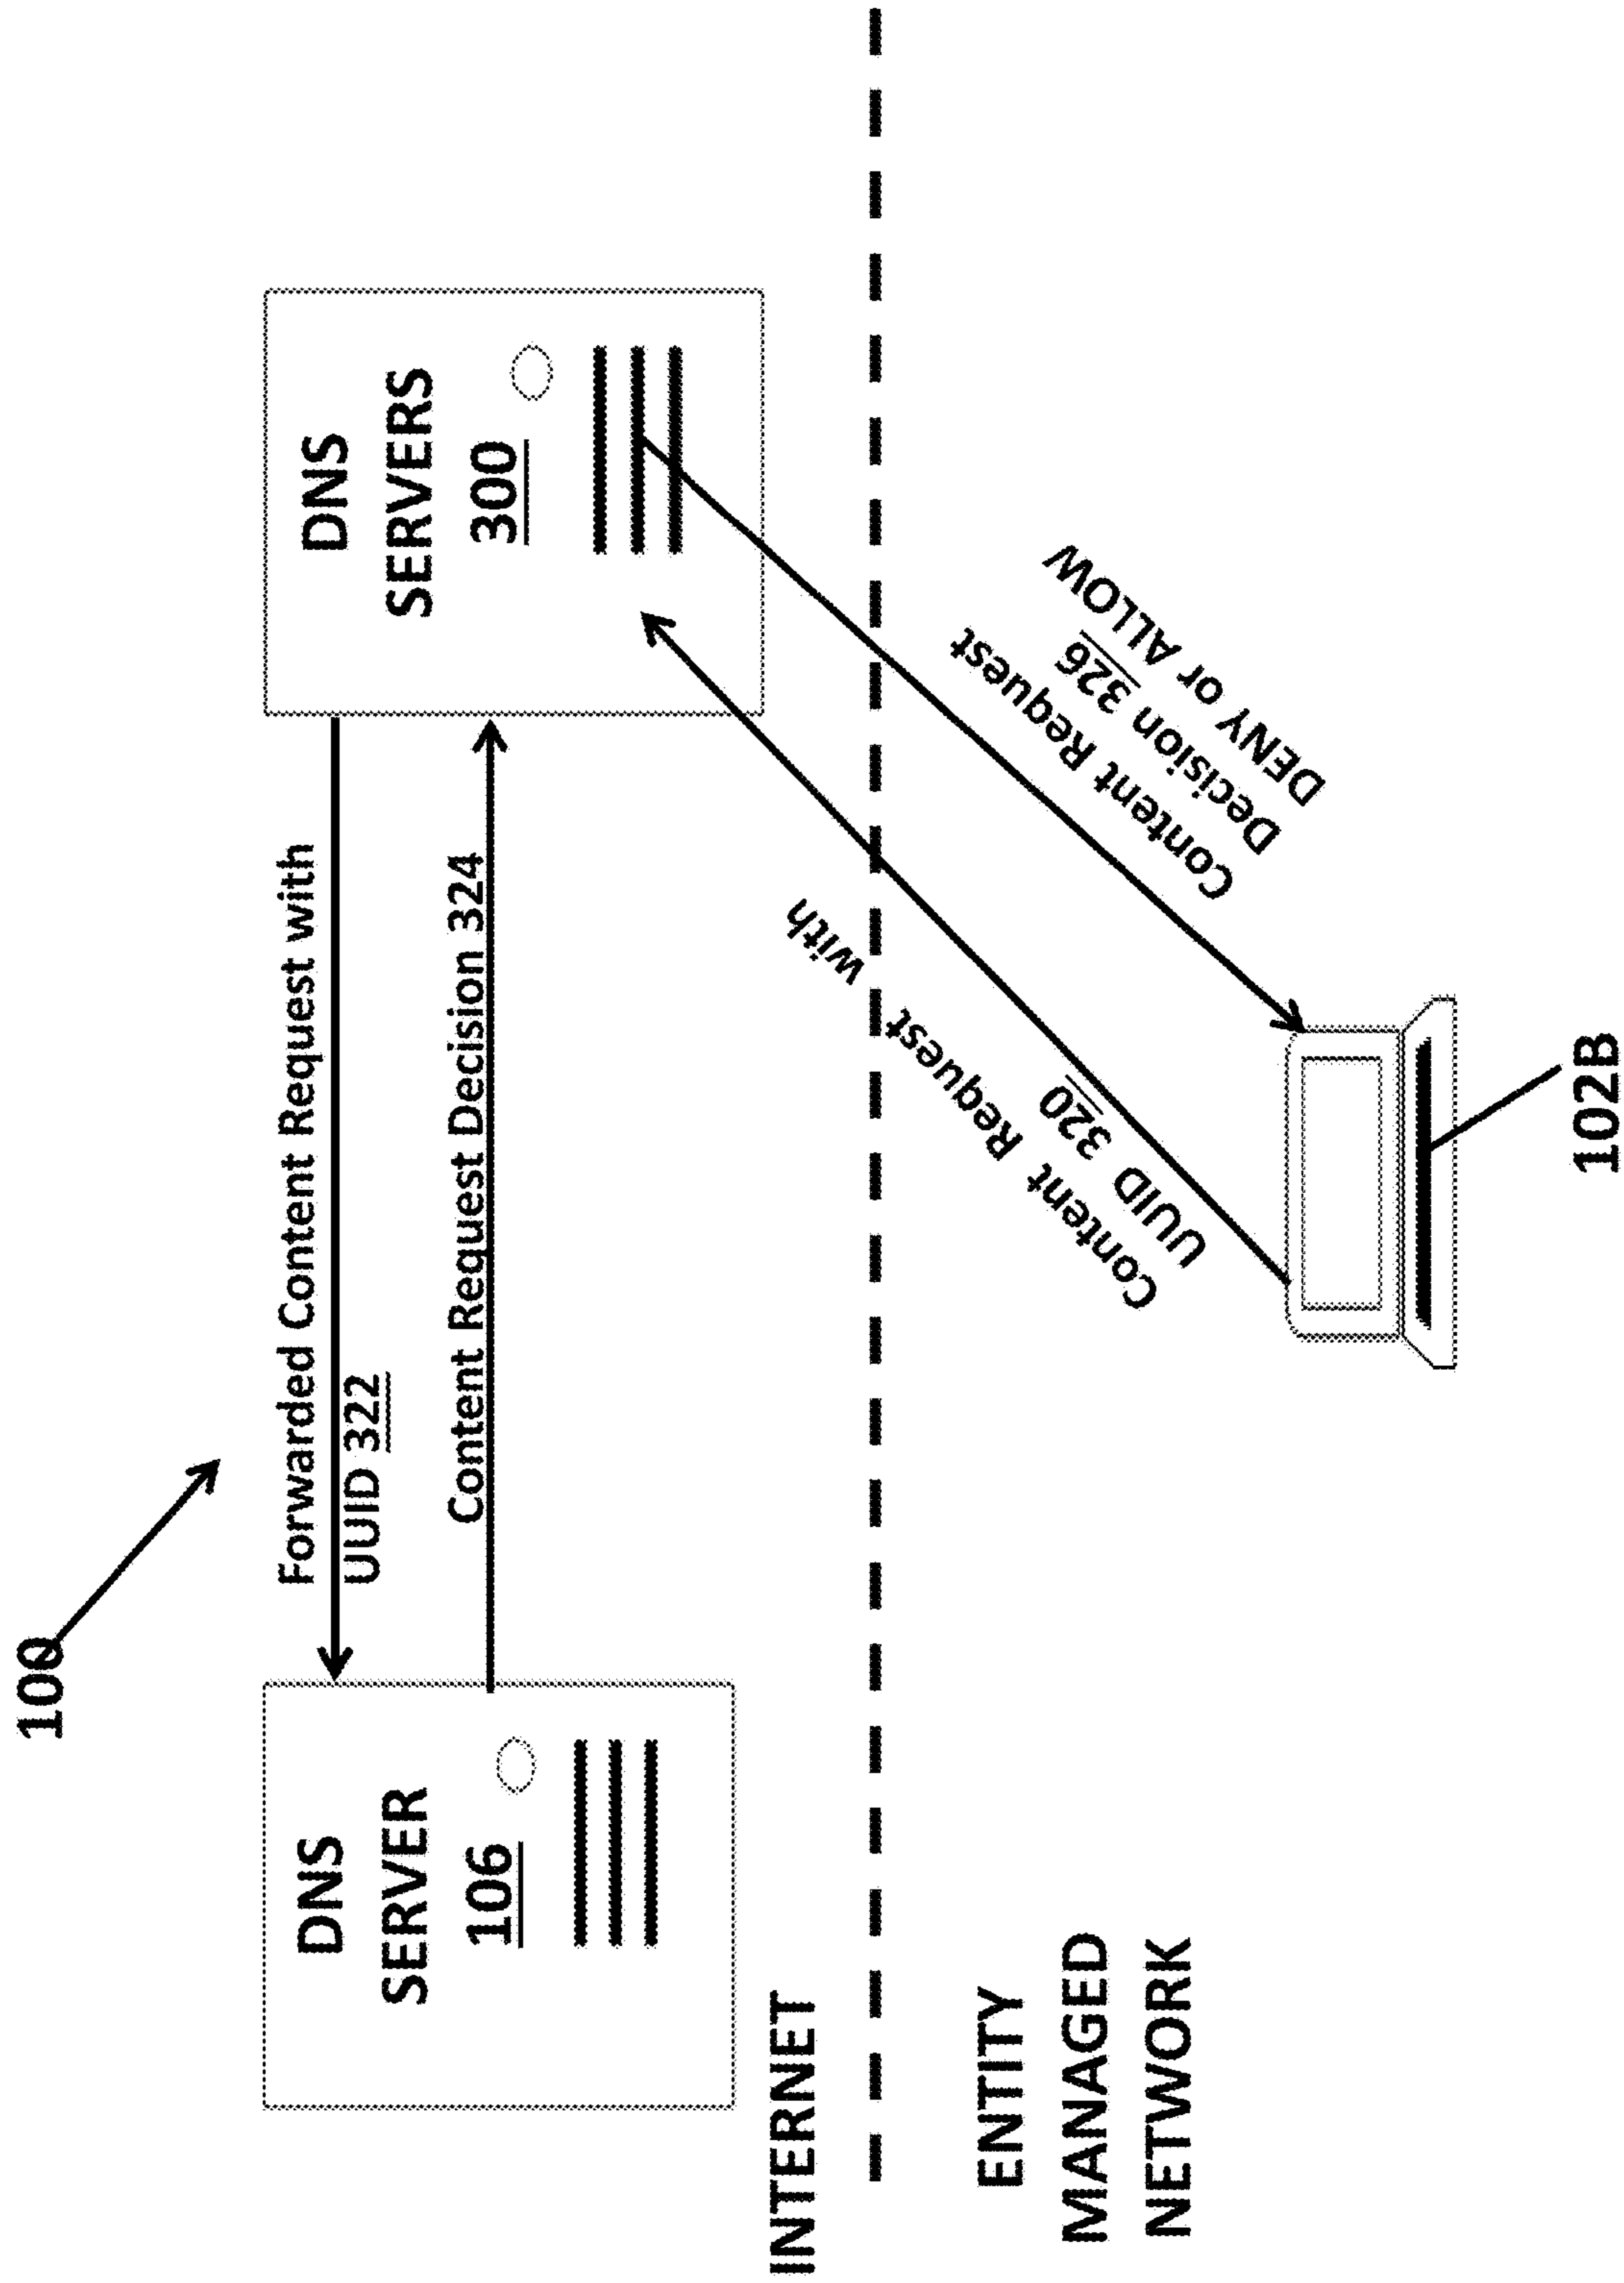 100
DNS
SERVER
106
Forwarded Content Request with
UUID 322
Content Request Decision 324
DNS
SERVERS
300
INTERNET
ENTITY
MANAGED
NETWORK
Content Request with
UUID 320
Content Request
Decision 326
DENY or ALLOW
102B